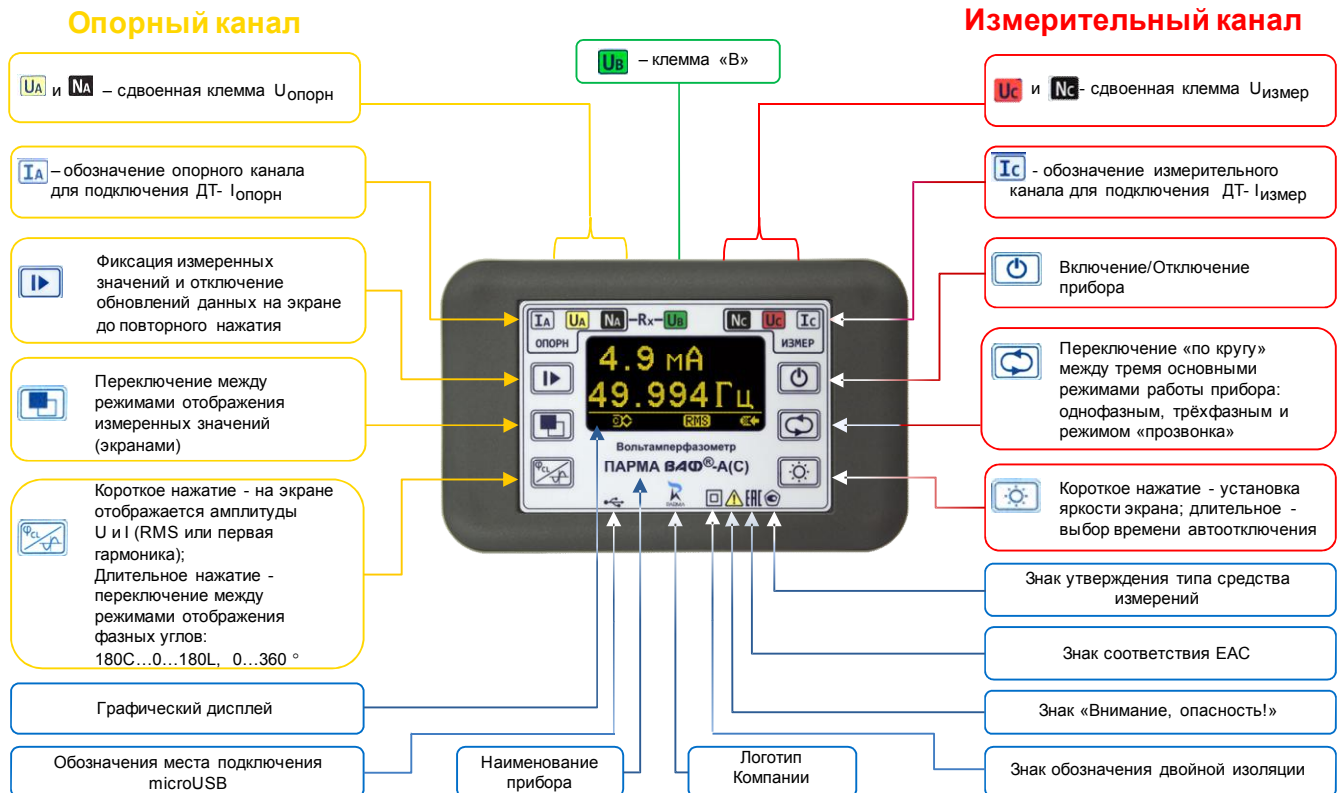 Опорный канал
Измерительный канал
UB – клемма «В»
UA и NA – сдвоенная клемма Uопорн
Uc и Nc - сдвоенная клемма Uизмер
IA – обозначение опорного канала
для подключения ДТ- Iопорн
Ic - обозначение измерительного
канала для подключения ДТ- Iизмер
Фиксация измеренных
значений и отключение
обновлений данных на экране
до повторного нажатия
Включение/Отключение
прибора
Переключение между
режимами отображения
измеренных значений
(экранами)
Переключение «по кругу»
между тремя основными
режимами работы прибора:
однофазным, трёхфазным и
режимом «прозвонка»
φCL
Короткое нажатие - на экране
отображается амплитуды
U и I (RMS или первая
гармоника);
Длительное нажатие -
переключение между
режимами отображения
фазных углов:
180C...0...180L, 0...360 °
Короткое нажатие - установка
яркости экрана; длительное -
выбор времени автоотключения
IA UA NA –Rx– UB Nc Uc Ic
ОПОРН
ИЗМЕР
4.9 мА
49.994Гц
RMS
Вольтамперфазометр
ПАРМА ВАФ®-А(С)
φCL
ПАРМА
EAC
Графический дисплей
Обозначения места подключения
microUSB
Наименование
прибора
Логотип
Компании
Знак утверждения типа средства
измерений
Знак соответствия ЕАС
Знак «Внимание, опасность!»
Знак обозначения двойной изоляции